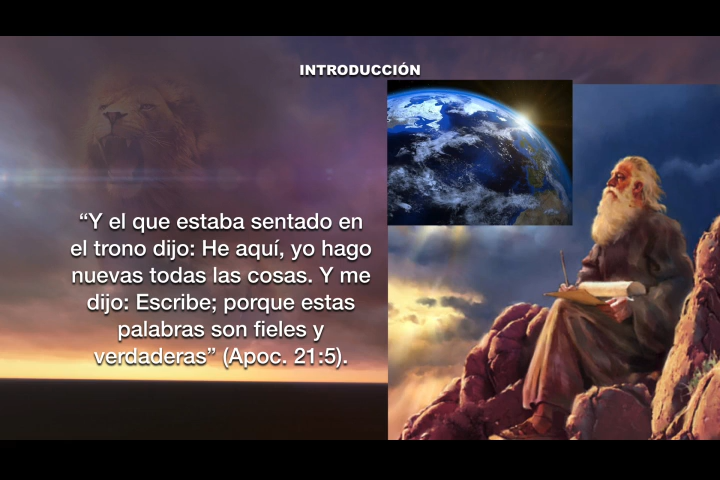 INTRODUCCIÓN
“Y el que estaba sentado en
el trono dijo: He aquí, yo hago
nuevas todas las cosas. Y me
dijo: Escribe; porque estas
palabras son fieles y
verdaderas” (Apoc. 21:5).